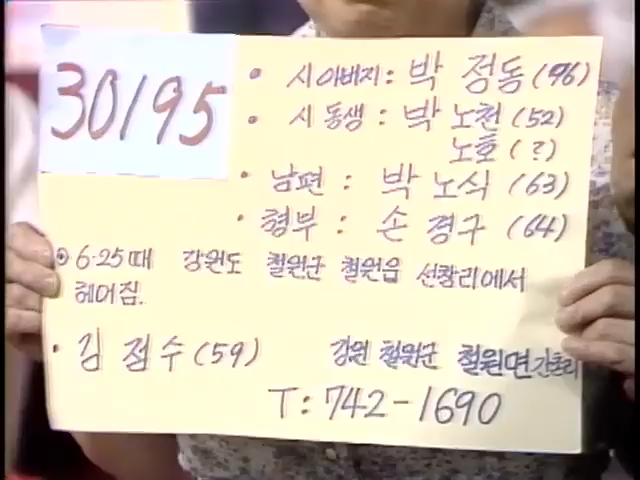 30195
• 시아버지 : 박 정동 (96)
• 시동생 : 박 노천 (52)
노호 (?)
• 남편 : 박 노식 (63)
• 형부 : 손 경구 (64)
⊙ 6·25때 강원도 철원군 철원읍 선창리에서
헤어짐.
• 김 점수 (59) 강원 철원군 철원면 간촌리
T : 742-1690